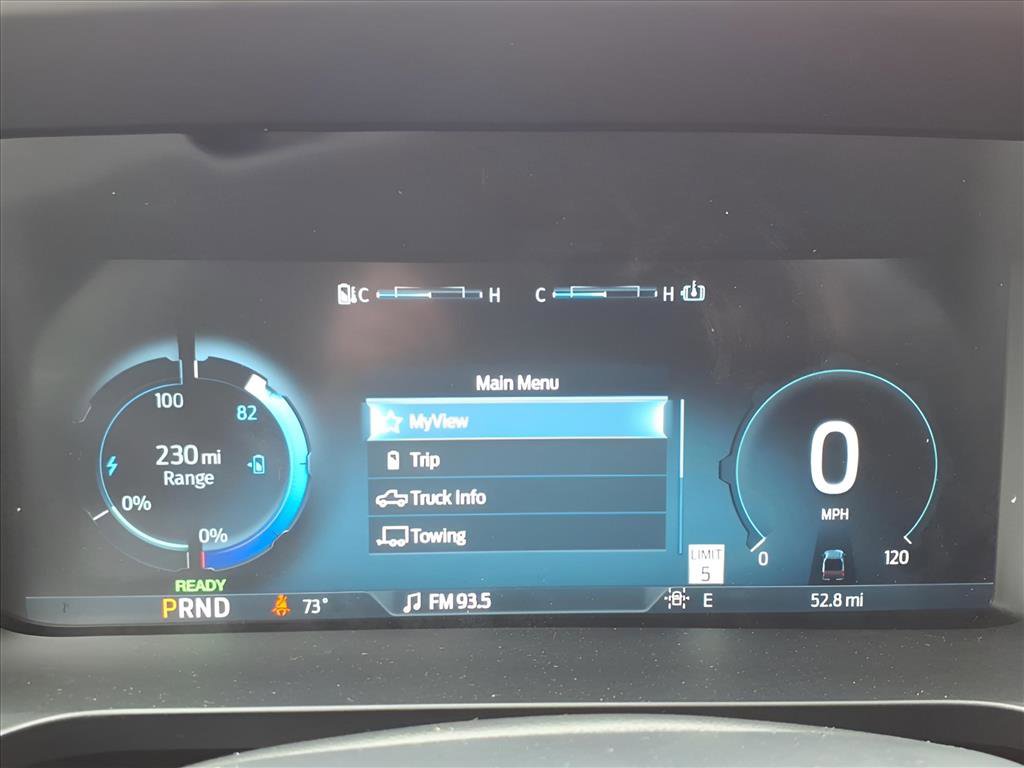 C H C H
100
82
230 mi
Range
0%
0%
Main Menu
MyView
Trip
Truck Info
Towing
0
MPH
0 120
LIMIT
5
READY
PRND 73° FM 93.5 E 52.8 mi